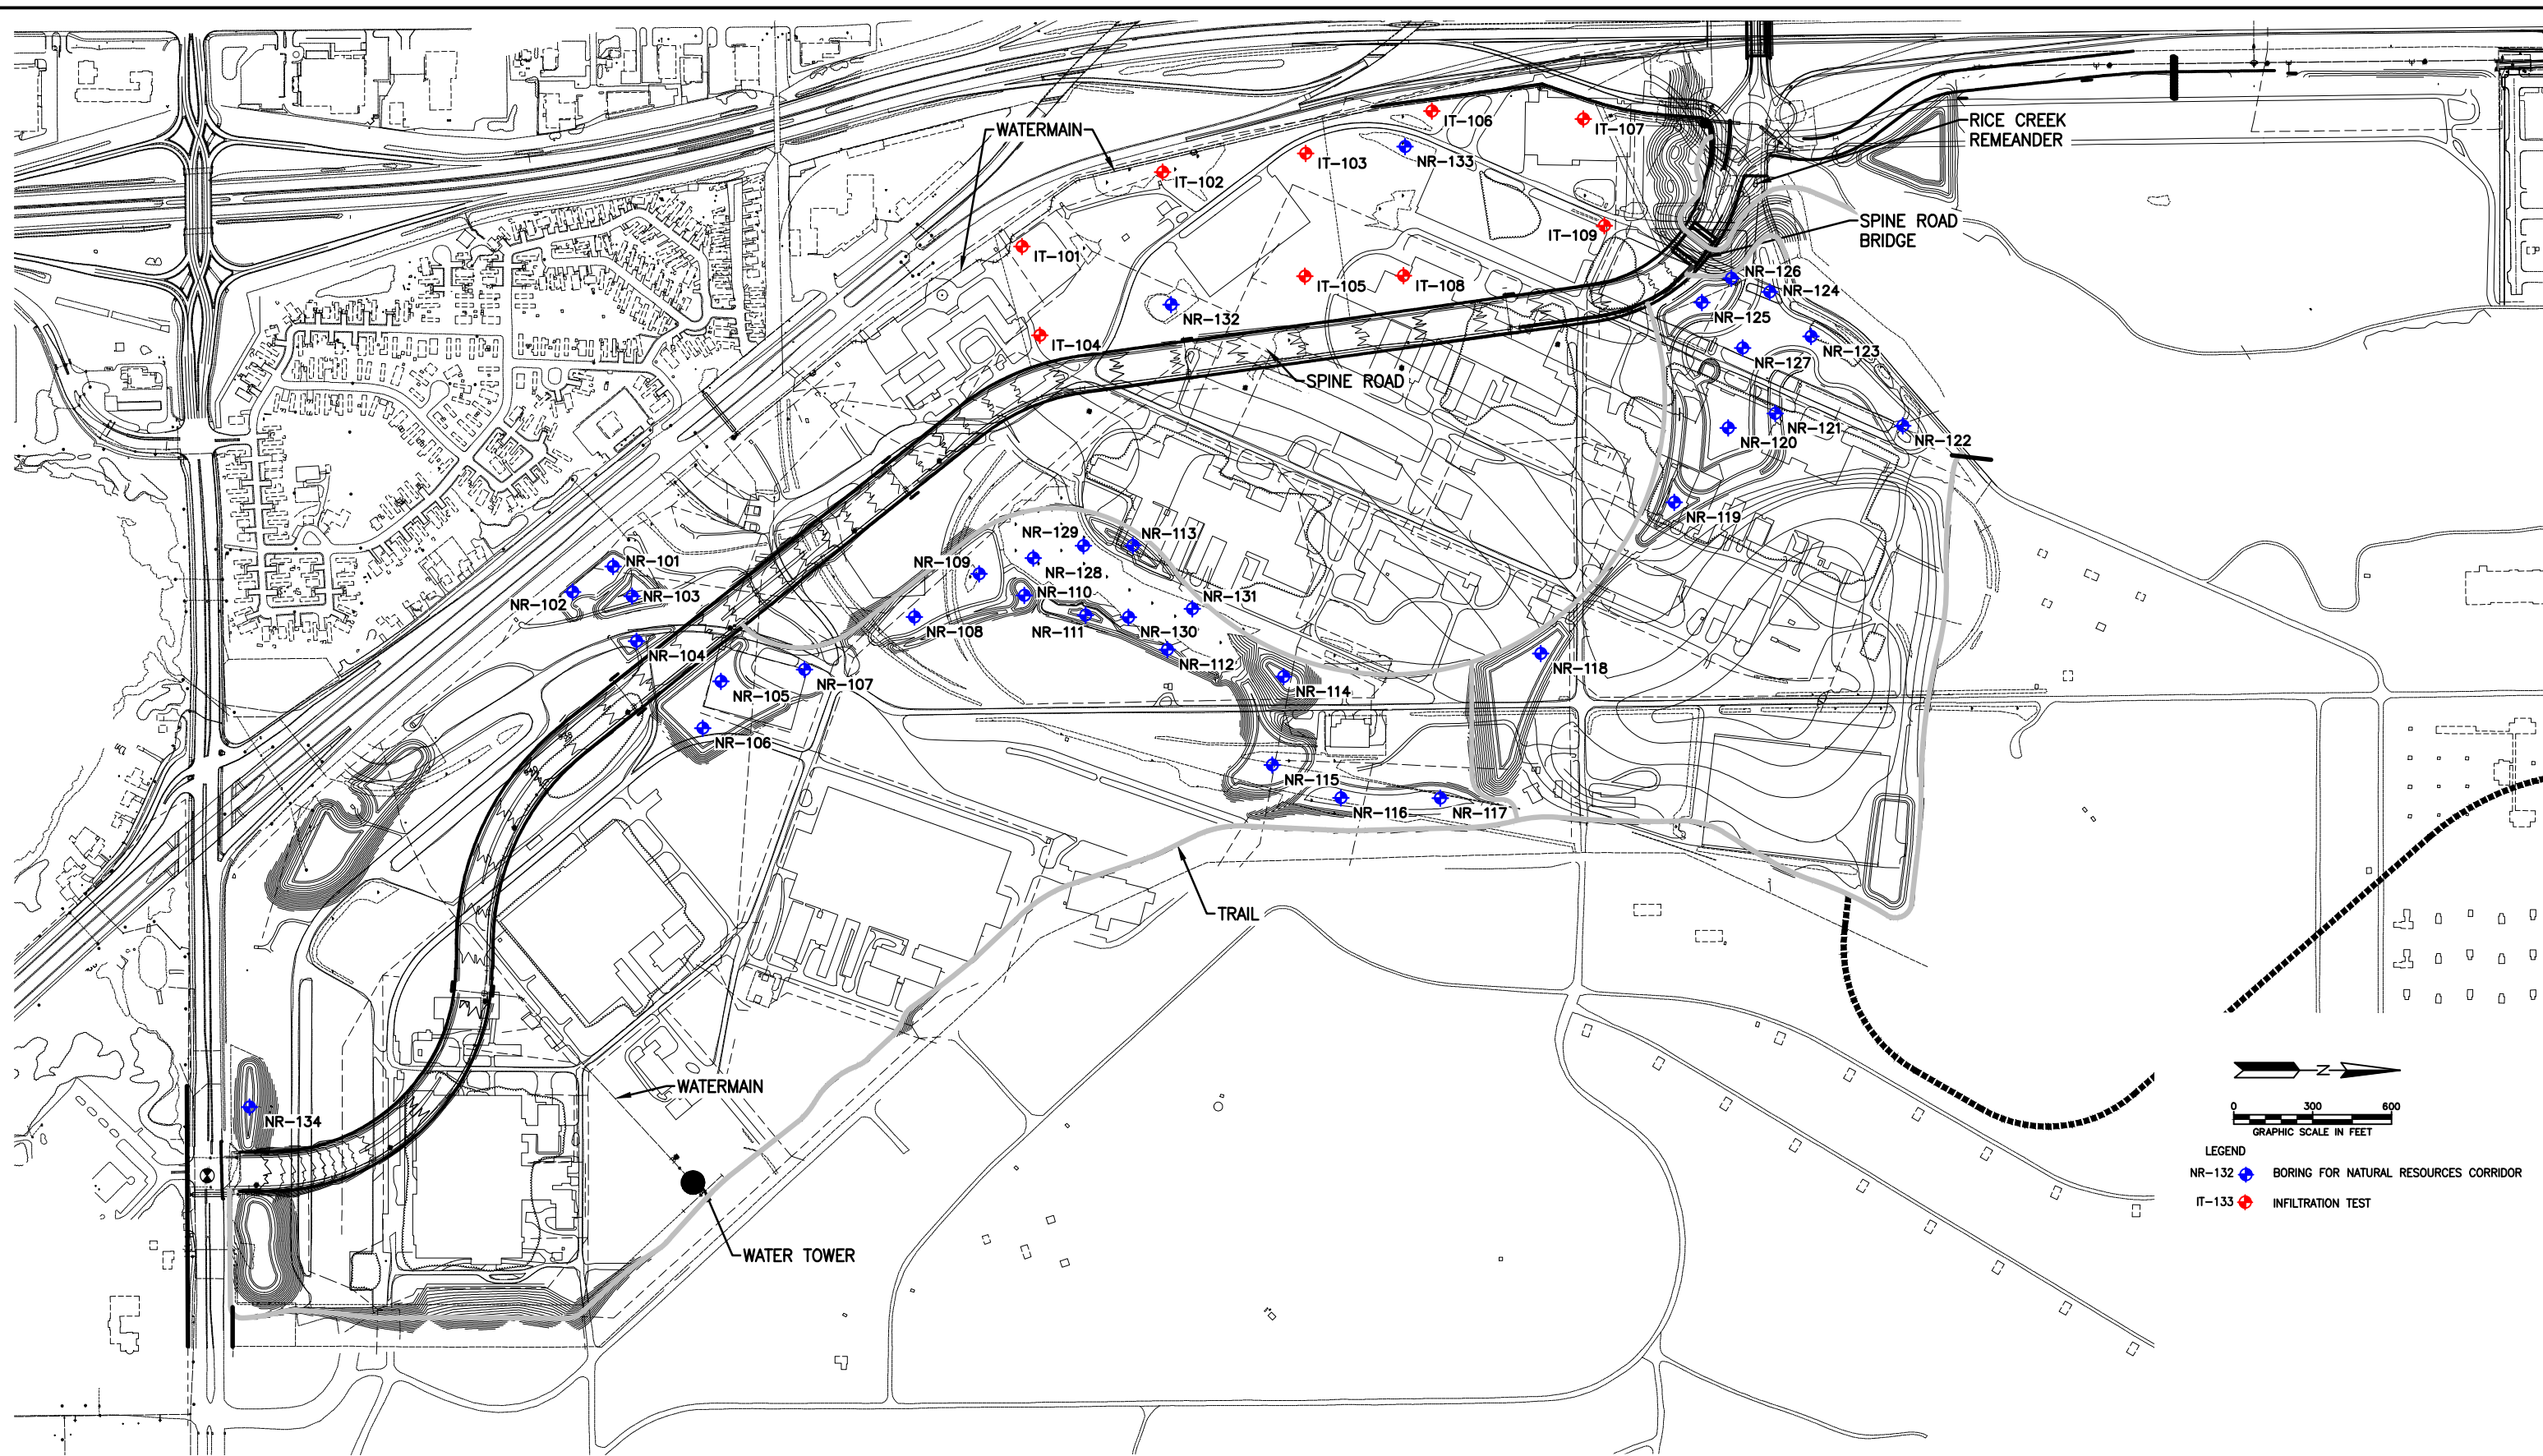 WATERMAIN
IT-106
IT-107
RICE CREEK
REMEANDER
IT-103
NR-133
IT-102
SPINE ROAD
BRIDGE
IT-109
IT-101
NR-126
IT-105
IT-108
NR-124
NR-132
NR-125
IT-104
NR-123
NR-127
SPINE ROAD
NR-121
NR-120
NR-122
NR-119
NR-129
NR-113
NR-101
NR-109
NR-128
NR-102
NR-103
NR-110
NR-131
NR-108
NR-111
NR-130
NR-104
NR-112
NR-118
NR-105
NR-107
NR-114
NR-106
NR-115
NR-116
NR-117
TRAIL
WATERMAIN
NR-134
WATER TOWER
N
0 300 600
GRAPHIC SCALE IN FEET
LEGEND
NR-132 BORING FOR NATURAL RESOURCES CORRIDOR
IT-133 INFILTRATION TEST